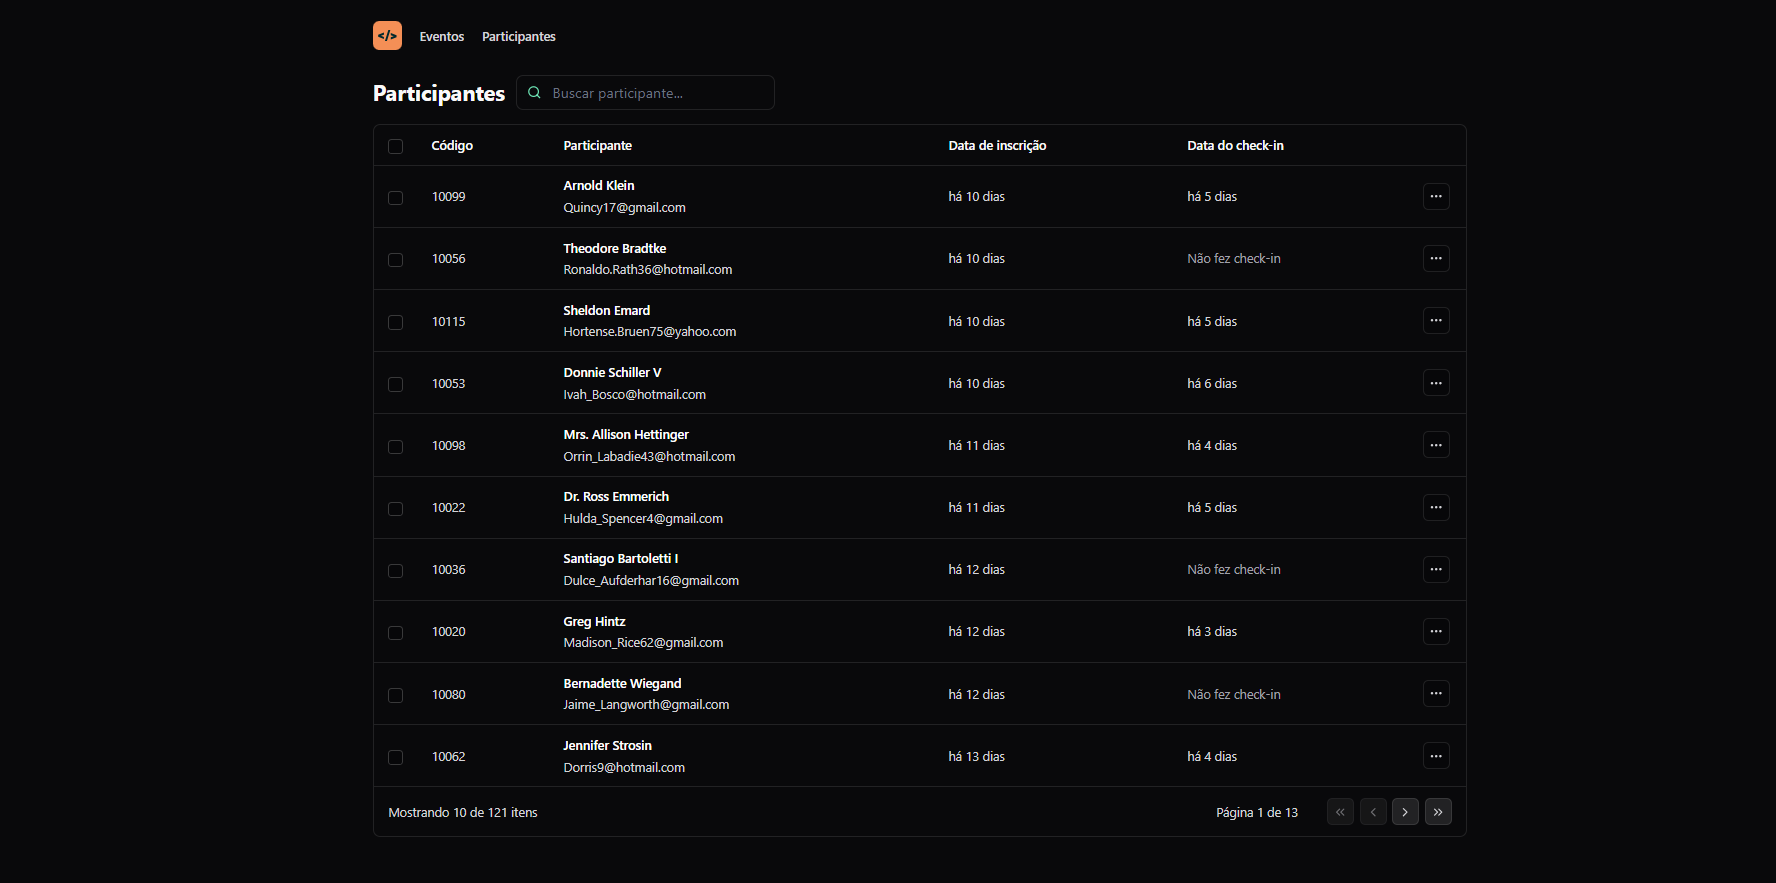 </> Eventos Participantes
Participantes Buscar participante...
Código Participante Data de inscrição Data do check-in
10099 Arnold Klein há 10 dias há 5 dias ...
Quincy17@gmail.com
10056 Theodore Bradtke há 10 dias Não fez check-in ...
Ronaldo.Rath36@hotmail.com
10115 Sheldon Emard há 10 dias há 5 dias ...
Hortense.Bruen75@yahoo.com
10053 Donnie Schiller V há 10 dias há 6 dias ...
Ivah_Bosco@hotmail.com
10098 Mrs. Allison Hettinger há 11 dias há 4 dias ...
Orrin_Labadie43@hotmail.com
10022 Dr. Ross Emmerich há 11 dias há 5 dias ...
Hulda_Spencer4@gmail.com
10036 Santiago Bartoletti I há 12 dias Não fez check-in ...
Dulce_Aufderhar16@gmail.com
10020 Greg Hintz há 12 dias há 3 dias ...
Madison_Rice62@gmail.com
10080 Bernadette Wiegand há 12 dias Não fez check-in ...
Jaime_Langworth@gmail.com
10062 Jennifer Strosin há 13 dias há 4 dias ...
Dorris9@hotmail.com
Mostrando 10 de 121 itens Página 1 de 13 « ‹ › »